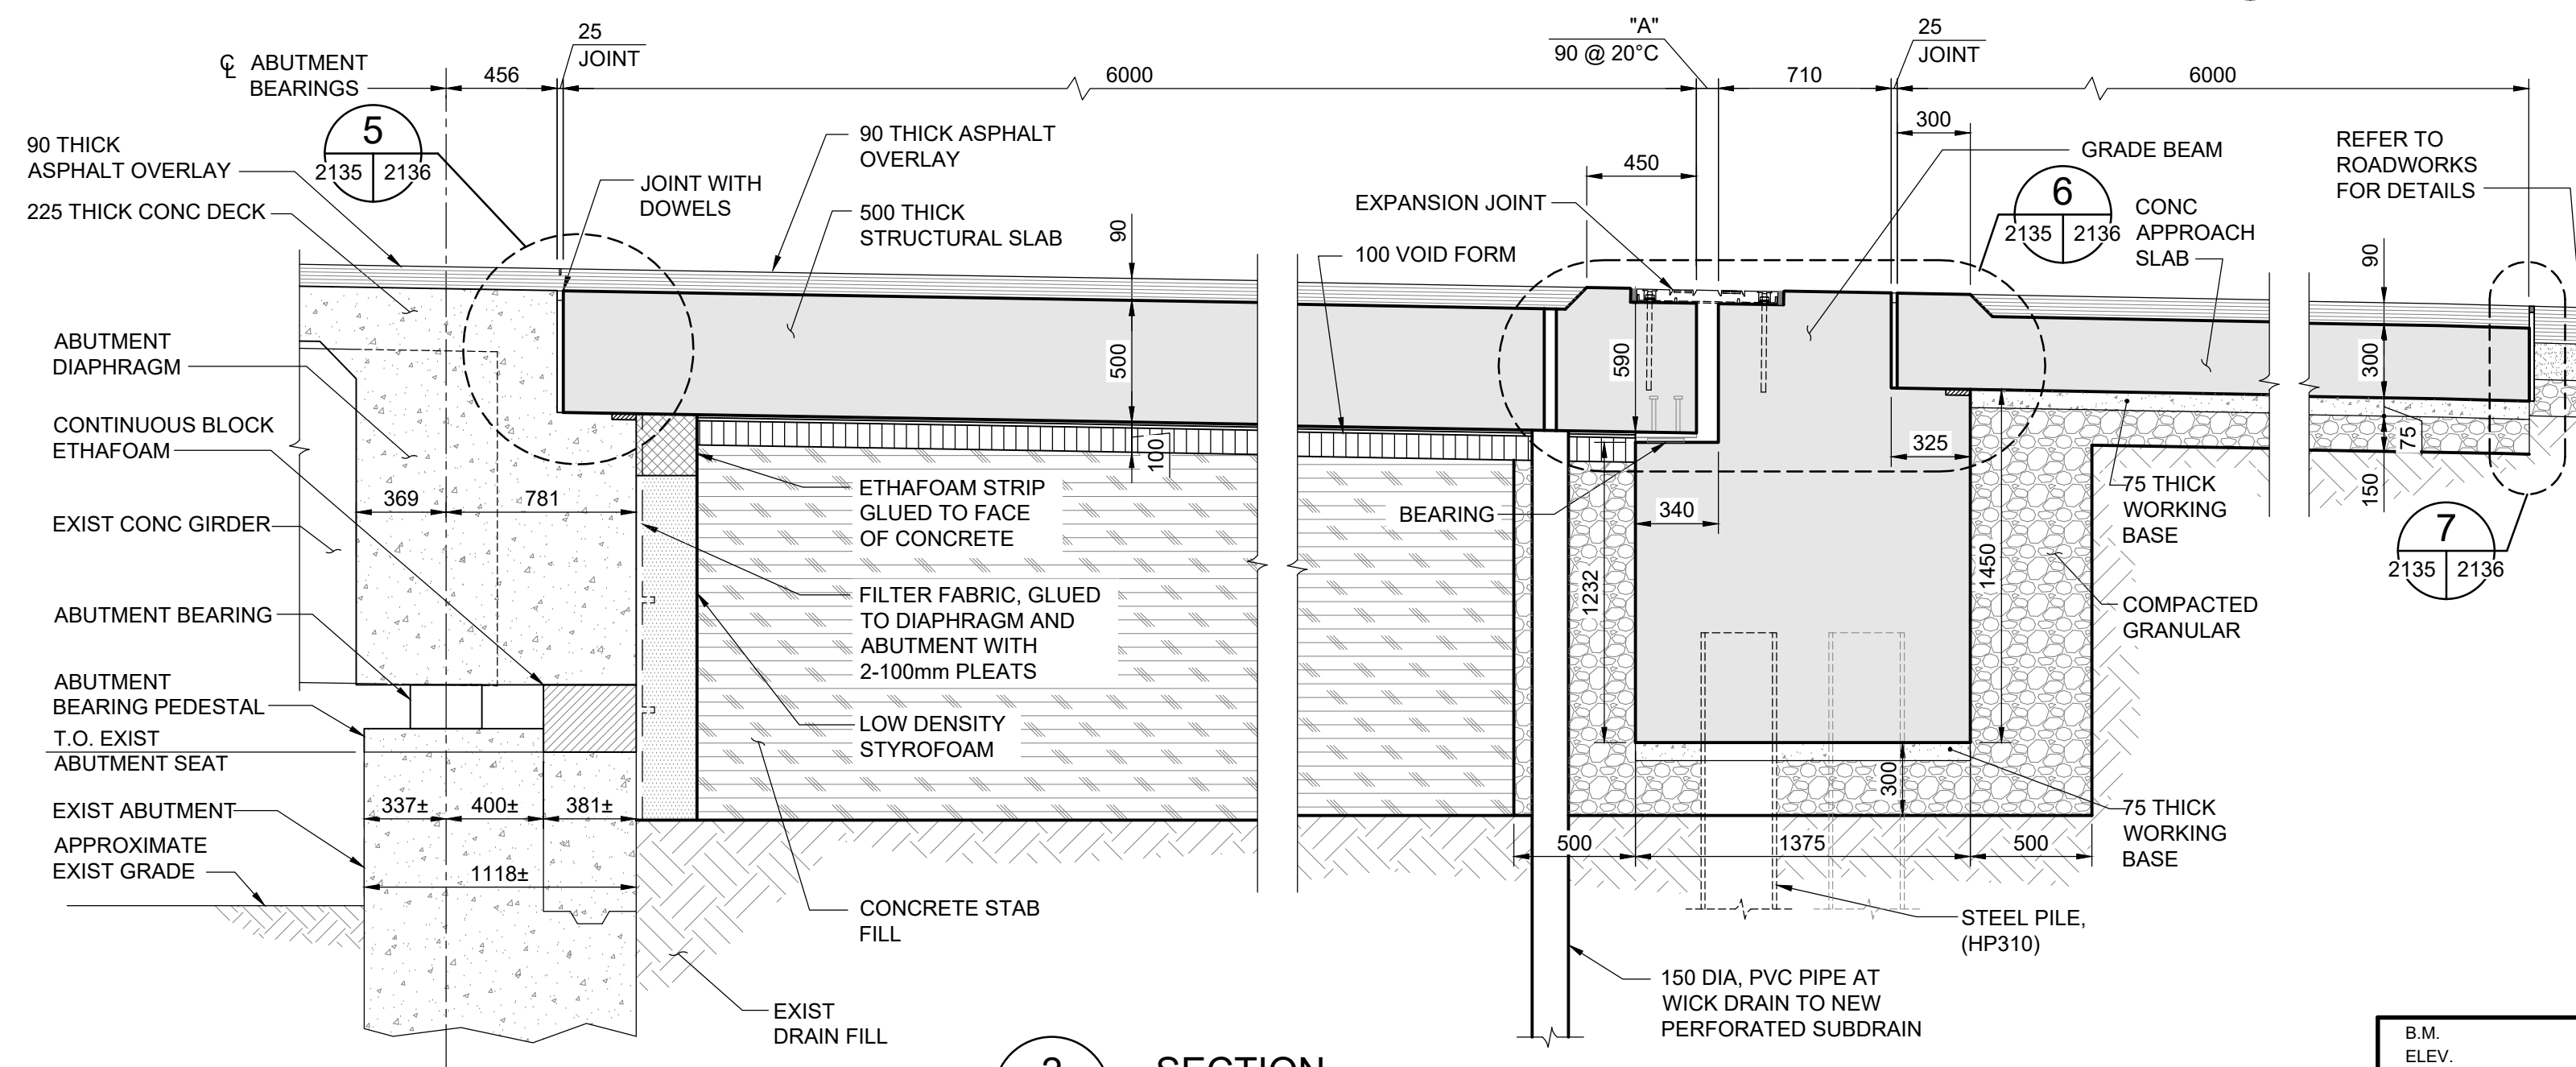 25
JOINT
"A"
90 @ 20°C
25
JOINT
℄ ABUTMENT
BEARINGS
456
6000
710
6000
300
450
5
2135 2136
90 THICK
ASPHALT OVERLAY
225 THICK CONC DECK
JOINT WITH
DOWELS
90 THICK ASPHALT
OVERLAY
500 THICK
STRUCTURAL SLAB
90
500
100
EXPANSION JOINT
100 VOID FORM
GRADE BEAM
6
2135 2136
CONC
APPROACH
SLAB
REFER TO
ROADWORKS
FOR DETAILS
90
300
75
150
ABUTMENT
DIAPHRAGM
CONTINUOUS BLOCK
ETHAFOAM
EXIST CONC GIRDER
369
781
ABUTMENT BEARING
ABUTMENT
BEARING PEDESTAL
T.O. EXIST
ABUTMENT SEAT
EXIST ABUTMENT
337±
400±
381±
APPROXIMATE
EXIST GRADE
1118±
ETHAFOAM STRIP
GLUED TO FACE
OF CONCRETE
FILTER FABRIC, GLUED
TO DIAPHRAGM AND
ABUTMENT WITH
2-100mm PLEATS
LOW DENSITY
STYROFOAM
CONCRETE STAB
FILL
EXIST
DRAIN FILL
590
325
BEARING
340
1232
1450
300
75 THICK
WORKING
BASE
7
2135 2136
COMPACTED
GRANULAR
75 THICK
WORKING
BASE
500
1375
500
STEEL PILE,
(HP310)
150 DIA, PVC PIPE AT
WICK DRAIN TO NEW
PERFORATED SUBDRAIN
SECTION
B.M.
ELEV.